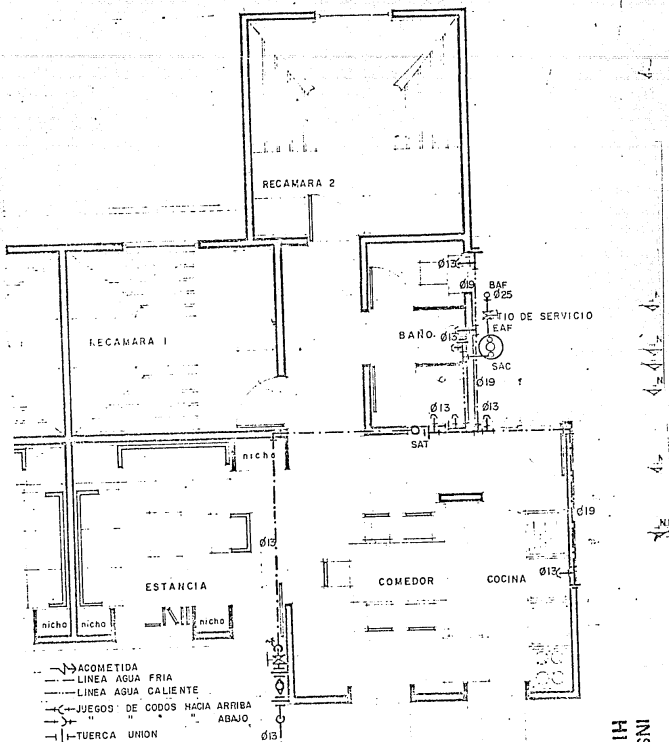 RECAMARA 2
Ø13
Ø19
BAF
Ø25
TIO DE SERVICIO
EAF
RECAMARA 1
BAÑO.
Ø13
SAC
Ø19
Ø13
Ø13
SAT
nicho
Ø19
Ø13
ESTANCIA
COMEDOR
COCINA
Ø13
nicho
nicho
nicho
ACOMETIDA
LINEA AGUA FRIA
LINEA AGUA CALIENTE
JUEGOS DE CODOS HACIA ARRIBA
" " " " ABAJO
TUERCA UNION
Ø13